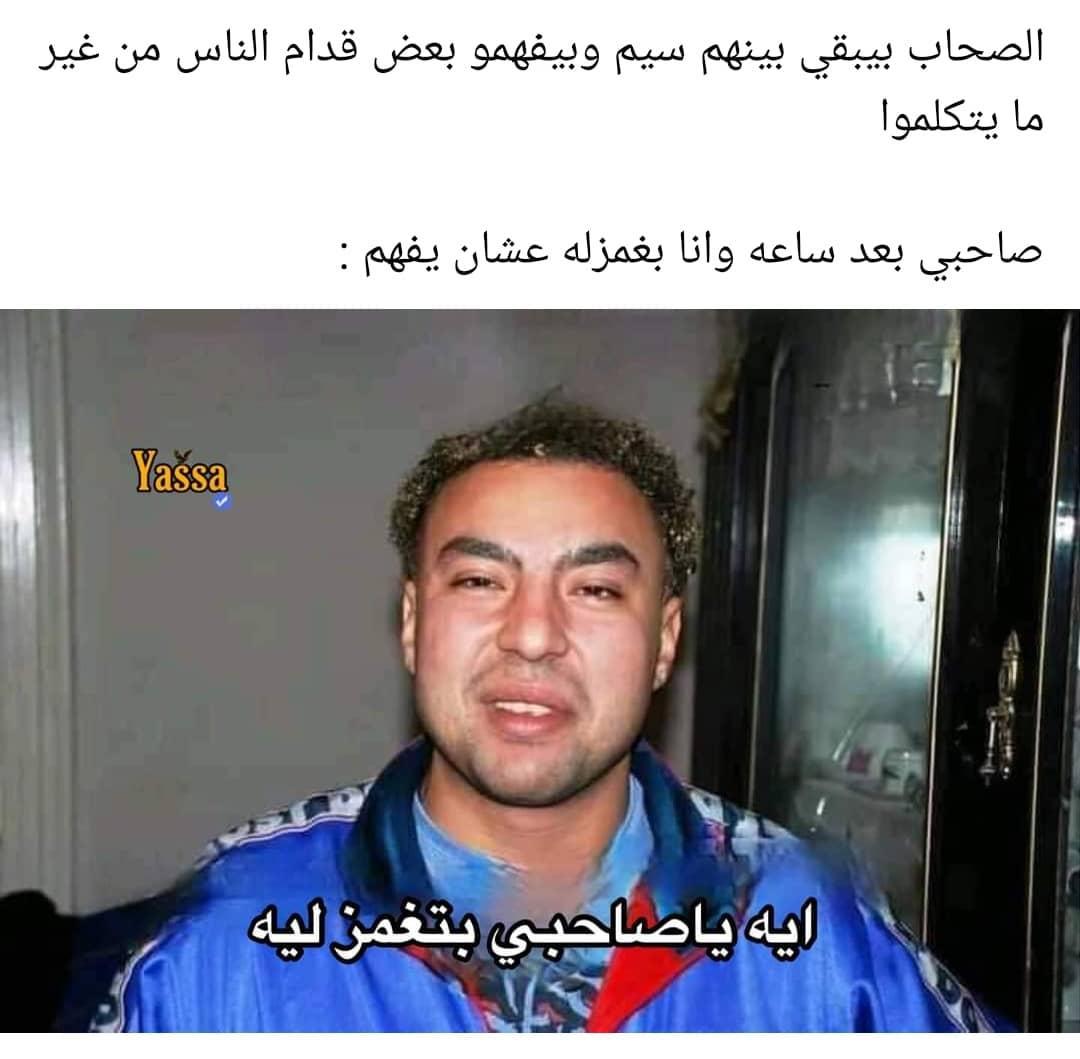 الصحاب بيبقي بينهم سيم وبيفهمو بعض قدام الناس من غير
ما يتكلموا
صاحبي بعد ساعه وانا بغمزله عشان يفهم :
Yassa
ايه ياصاحبي بتغمز ليه